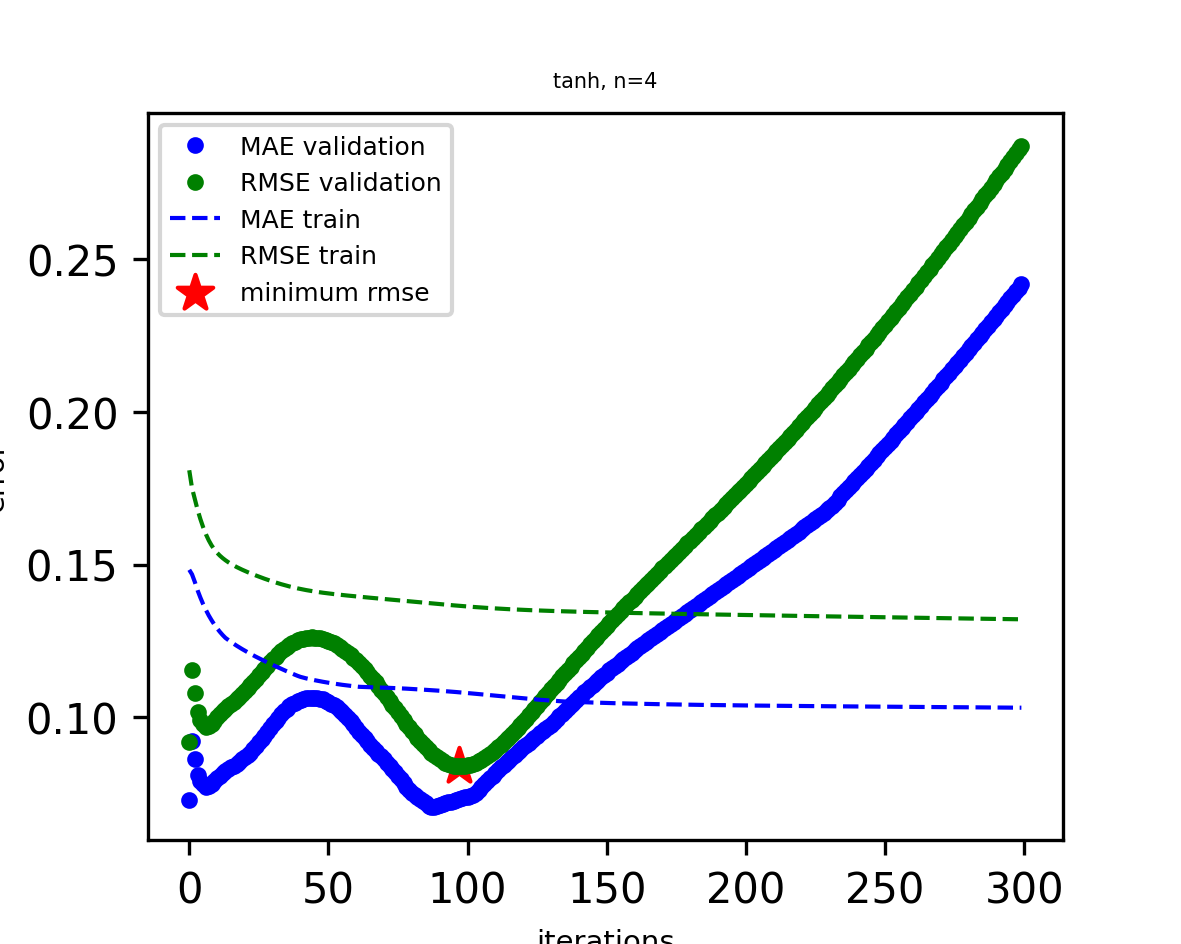 tanh, n=4
MAE validation
RMSE validation
MAE train
RMSE train
minimum rmse
0.25
0.20
0.15
0.10
0 50 100 150 200 250 300
iterations